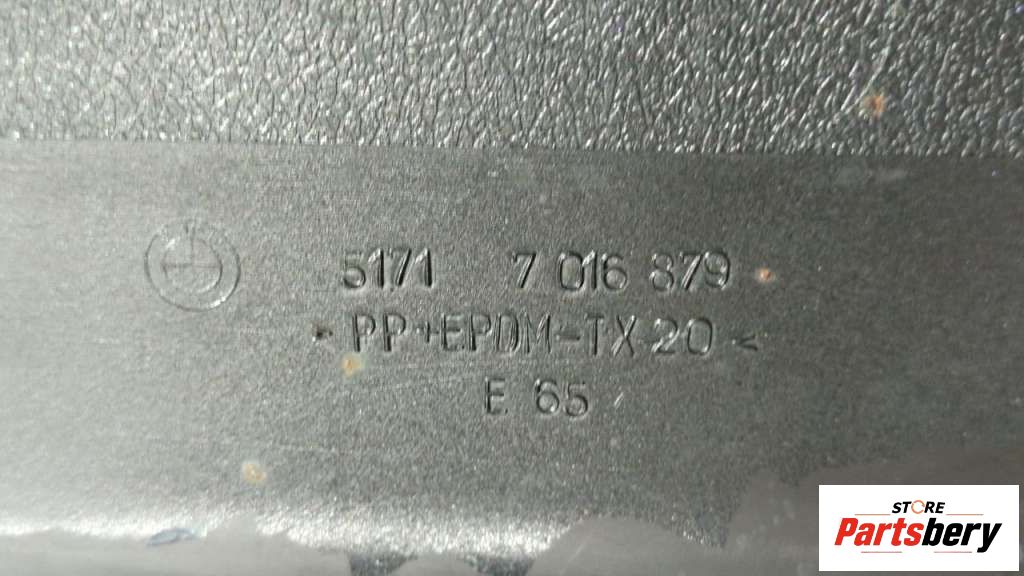 5171 7 016 879
> PP+EPDM-TX 20 <
E 65
STORE
Partsbery